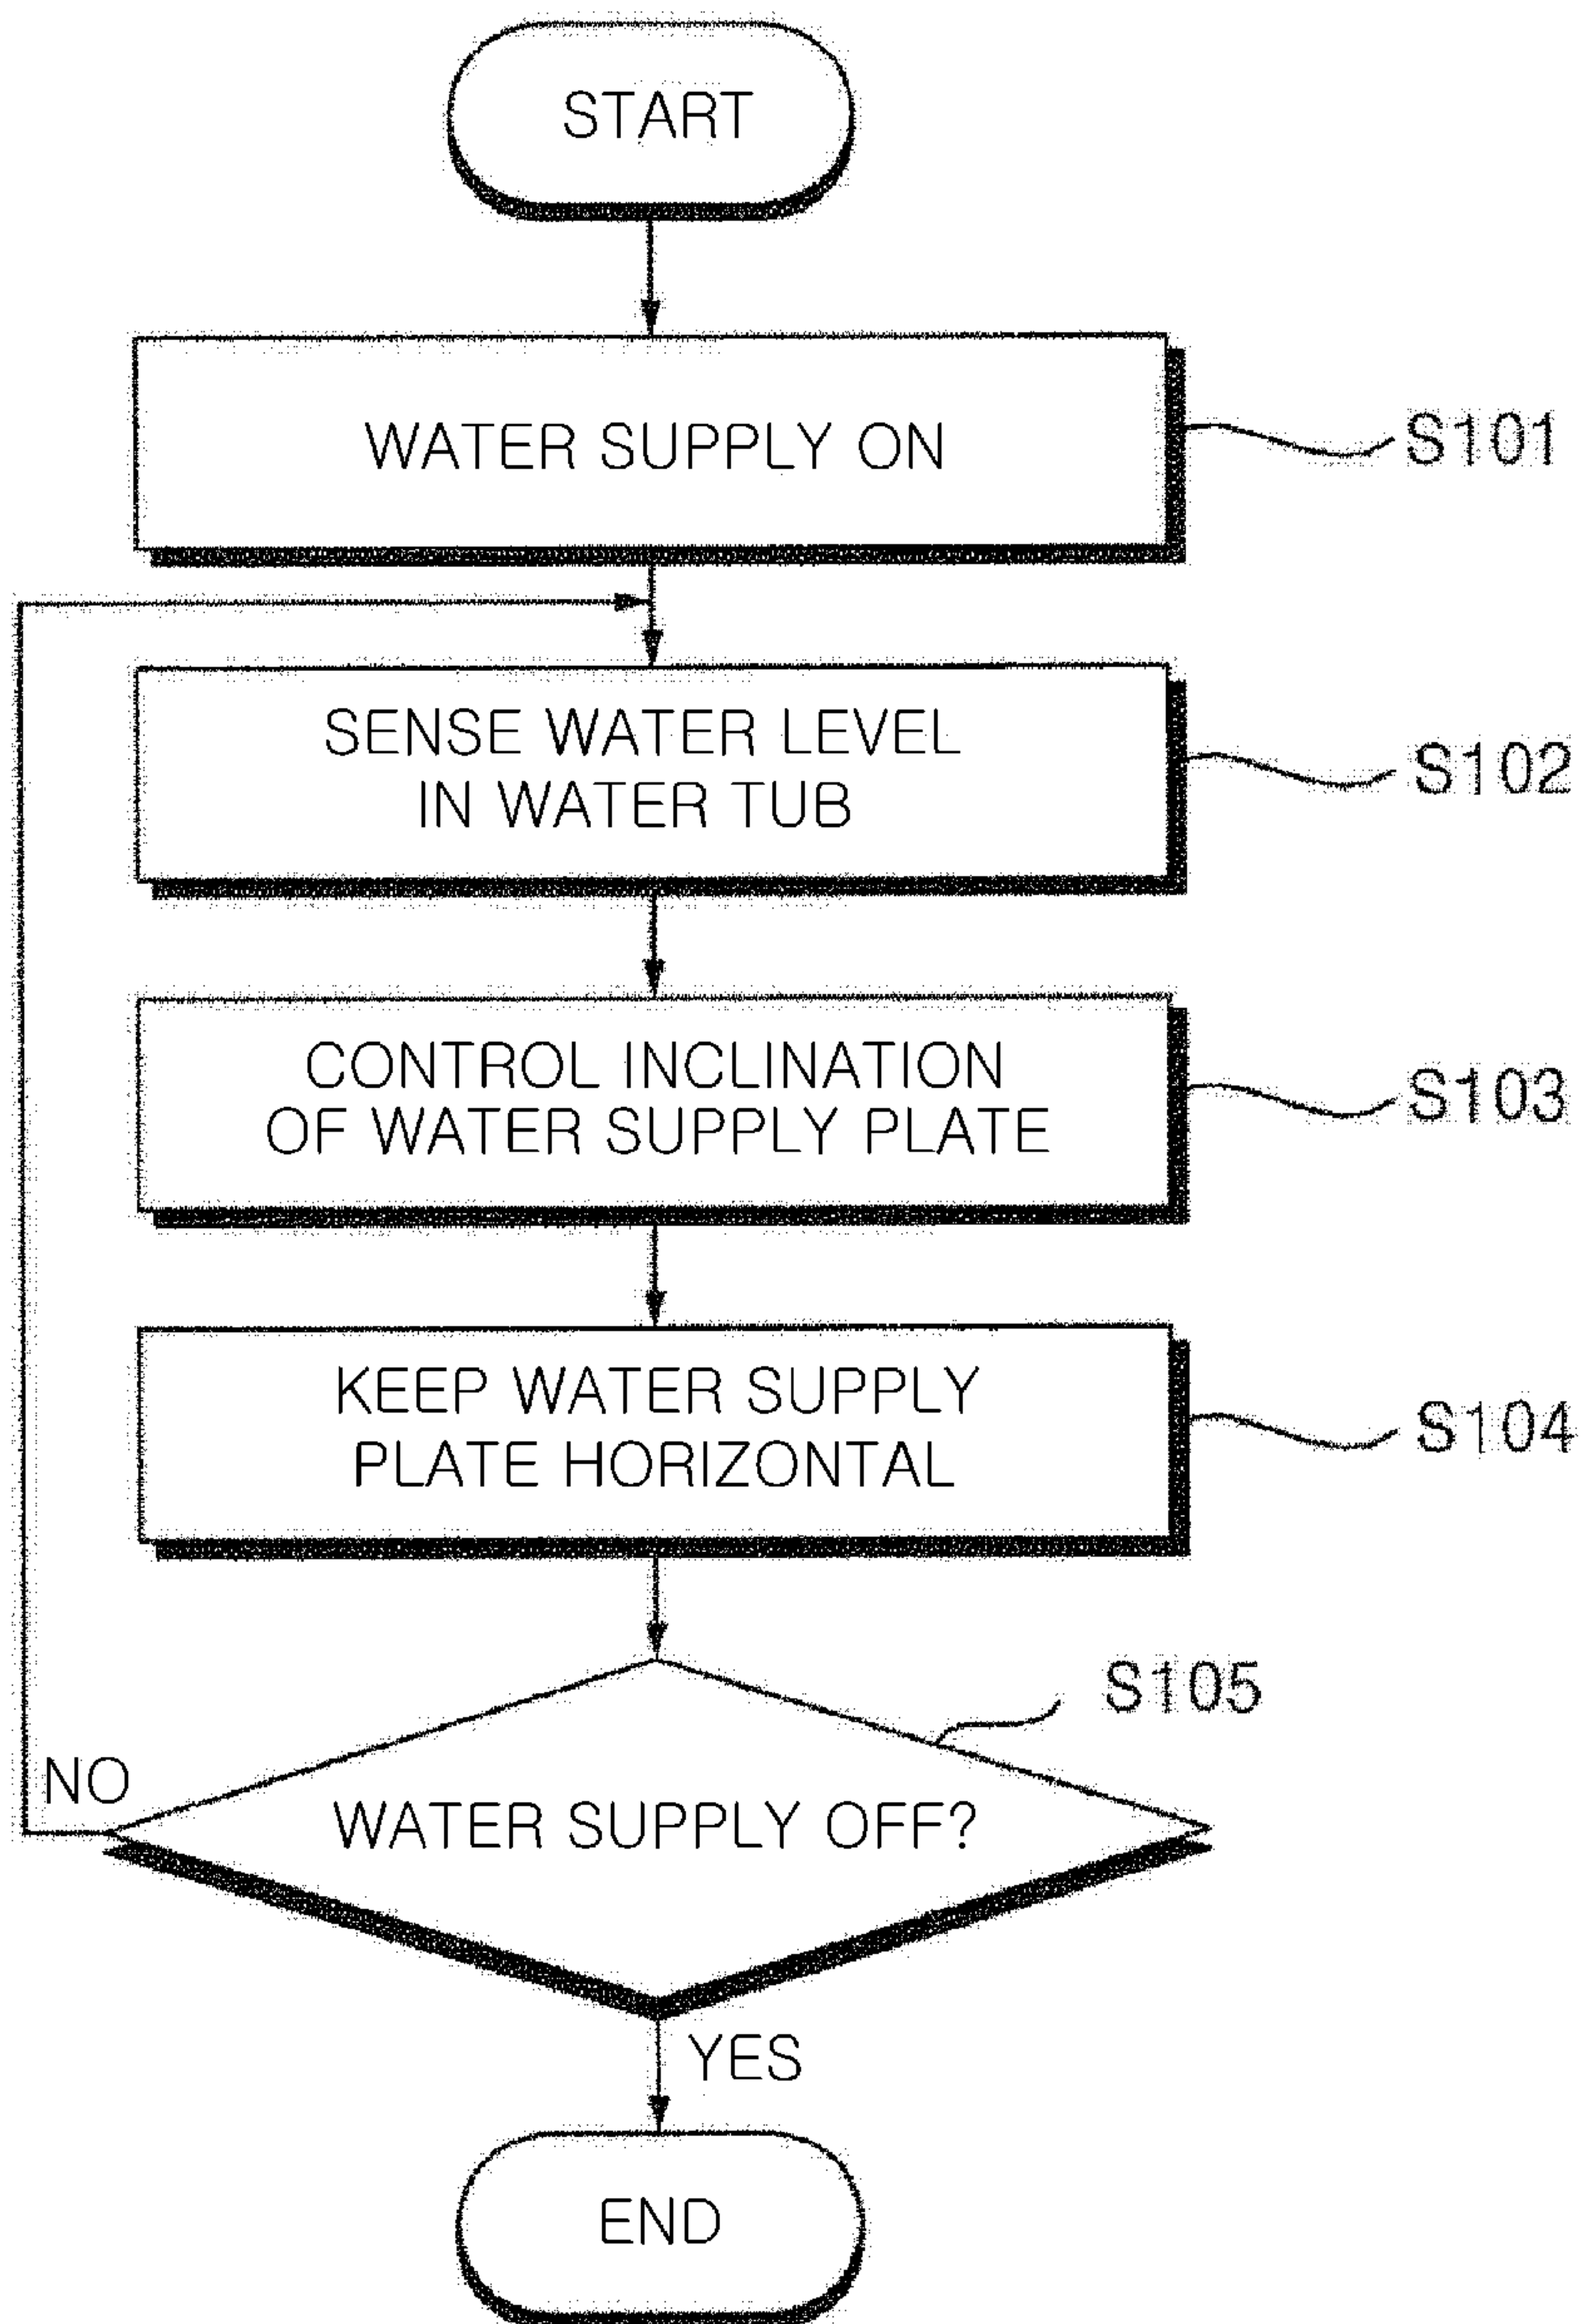 START
WATER SUPPLY ON
S101
SENSE WATER LEVEL
IN WATER TUB
S102
CONTROL INCLINATION
OF WATER SUPPLY PLATE
S103
KEEP WATER SUPPLY
PLATE HORIZONTAL
S104
S105
NO
WATER SUPPLY OFF?
YES
END